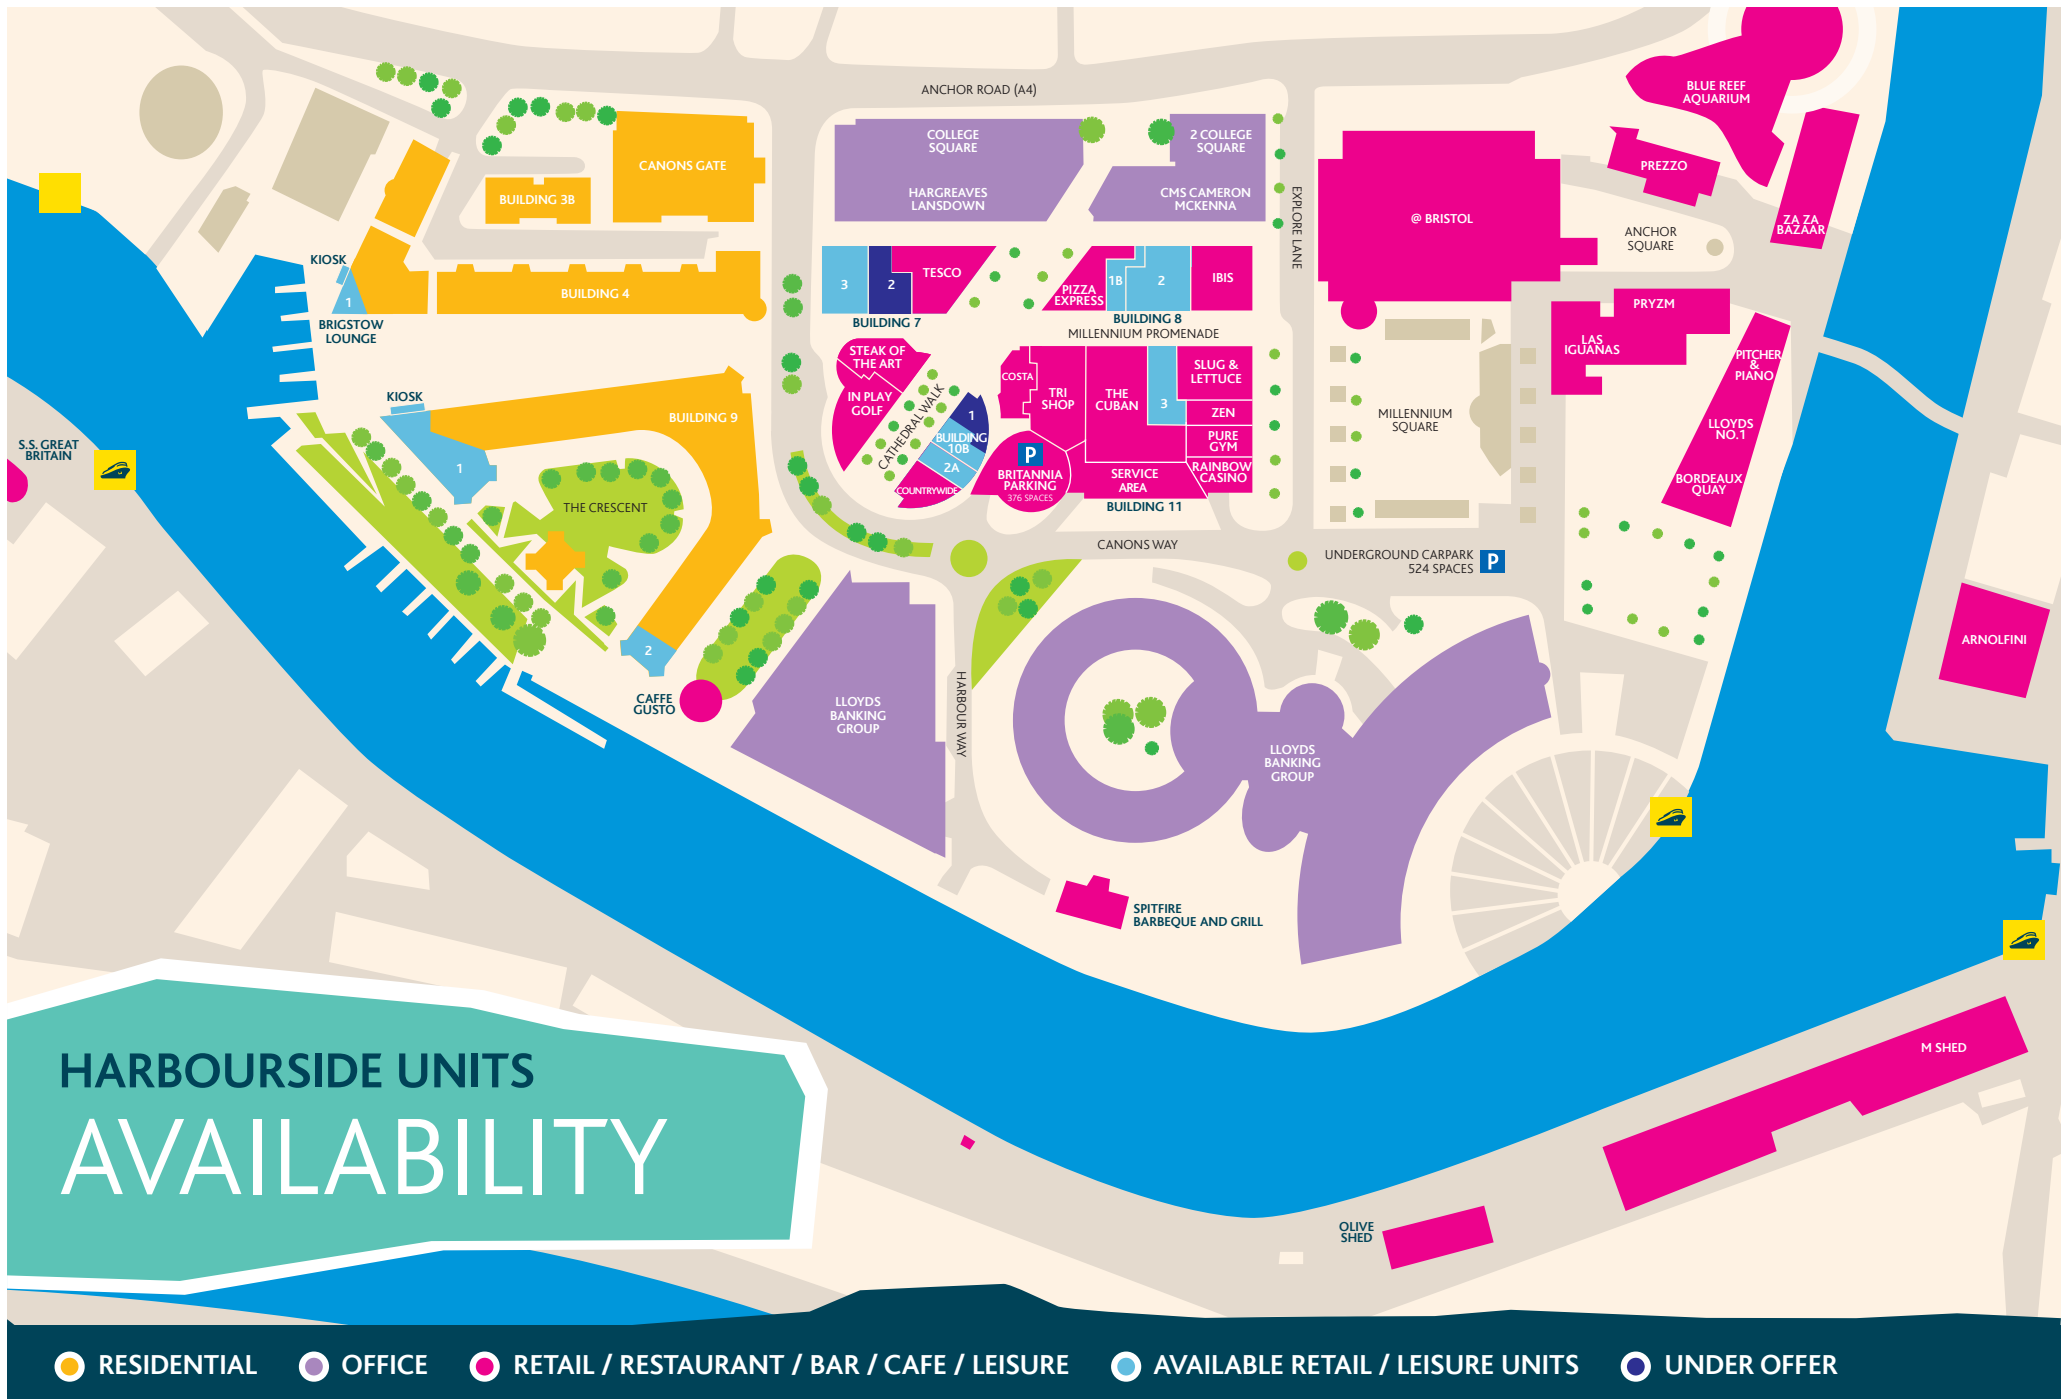 ANCHOR ROAD (A4)
BLUE REEF
AQUARIUM
COLLEGE
SQUARE
2 COLLEGE
SQUARE
CANONS GATE
PREZZO
BUILDING 3B
HARGREAVES
LANSDOWN
CMS CAMERON
MCKENNA
EXPLORE LANE
@ BRISTOL
ZA ZA
BAZAAR
ANCHOR
SQUARE
KIOSK
1
BRIGSTOW
LOUNGE
BUILDING 4
3
2
TESCO
BUILDING 7
PIZZA
EXPRESS
1B
2
IBIS
BUILDING 8
MILLENNIUM PROMENADE
PRYZM
LAS
IGUANAS
PITCHER
&
PIANO
LLOYDS
NO.1
BORDEAUX
QUAY
STEAK OF
THE ART
IN PLAY
GOLF
CATHEDRAL WALK
COSTA
TRI
SHOP
THE
CUBAN
3
SLUG &
LETTUCE
ZEN
PURE
GYM
RAINBOW
CASINO
1
BUILDING
10B
2A
COUNTRYWIDE
P
BRITANNIA
PARKING
376 SPACES
SERVICE
AREA
BUILDING 11
MILLENNIUM
SQUARE
KIOSK
BUILDING 9
1
S.S. GREAT
BRITAIN
THE CRESCENT
CANONS WAY
UNDERGROUND CARPARK
524 SPACES
P
2
CAFFE
GUSTO
LLOYDS
BANKING
GROUP
HARBOUR WAY
LLOYDS
BANKING
GROUP
ARNOLFINI
SPITFIRE
BARBEQUE AND GRILL
M SHED
OLIVE
SHED
HARBOURSIDE UNITS
AVAILABILITY
RESIDENTIAL
OFFICE
RETAIL / RESTAURANT / BAR / CAFE / LEISURE
AVAILABLE RETAIL / LEISURE UNITS
UNDER OFFER